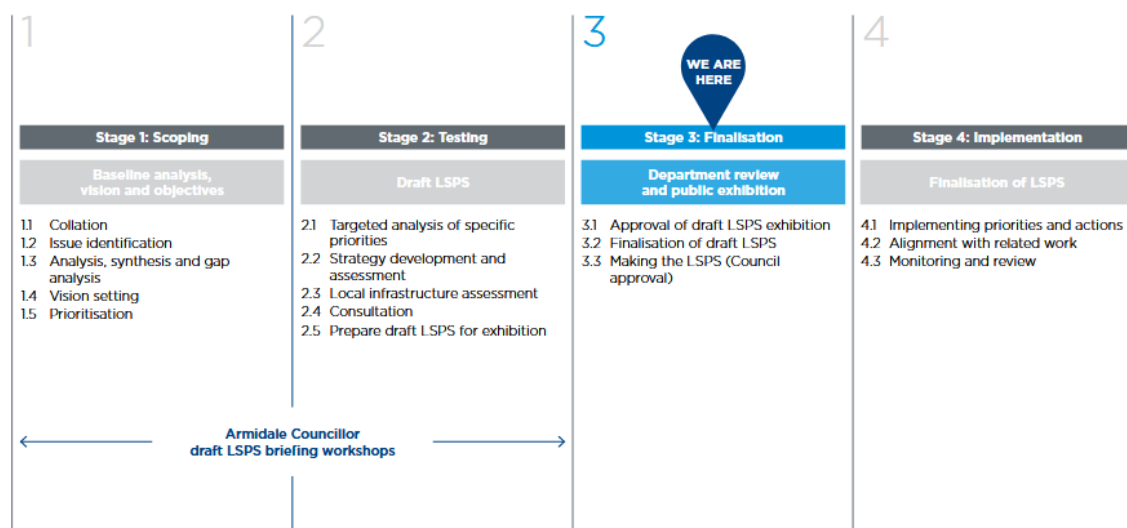 1
Stage 1: Scoping
Baseline analysis,
vision and objectives
1.1 Collation
1.2 Issue identification
1.3 Analysis, synthesis and gap
analysis
1.4 Vision setting
1.5 Prioritisation
2
Stage 2: Testing
Draft LSPS
2.1 Targeted analysis of specific
priorities
2.2 Strategy development and
assessment
2.3 Local infrastructure assessment
2.4 Consultation
2.5 Prepare draft LSPS for exhibition
Armidale Councillor
draft LSPS briefing workshops
3
WE ARE
HERE
Stage 3: Finalisation
Department review
and public exhibition
3.1 Approval of draft LSPS exhibition
3.2 Finalisation of draft LSPS
3.3 Making the LSPS (Council
approval)
4
Stage 4: Implementation
Finalisation of LSPS
4.1 Implementing priorities and actions
4.2 Alignment with related work
4.3 Monitoring and review